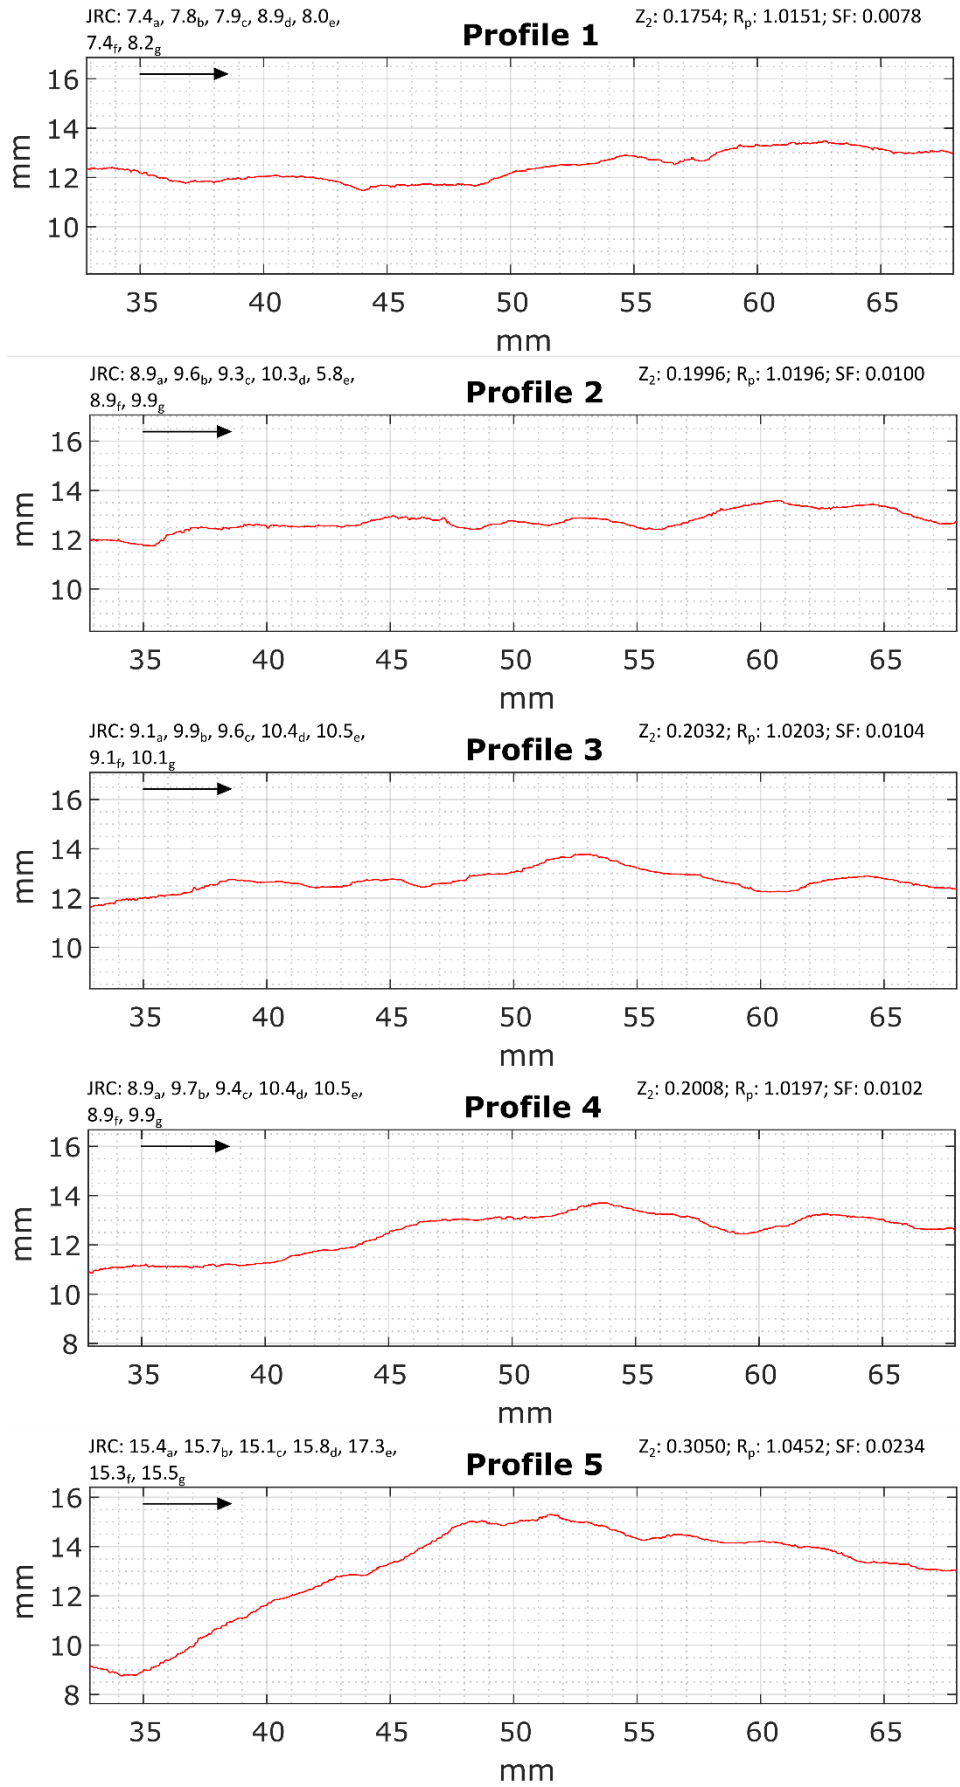 JRC: 7.4a, 7.8b, 7.9c, 8.9d, 8.0e,
7.4f, 8.2g
Profile 1
Z2: 0.1754; Rp: 1.0151; SF: 0.0078
16
14
12
10
mm
35 40 45 50 55 60 65
mm
JRC: 8.9a, 9.6b, 9.3c, 10.3d, 5.8e,
8.9f, 9.9g
Profile 2
Z2: 0.1996; Rp: 1.0196; SF: 0.0100
16
14
12
10
mm
35 40 45 50 55 60 65
mm
JRC: 9.1a, 9.9b, 9.6c, 10.4d, 10.5e,
9.1f, 10.1g
Profile 3
Z2: 0.2032; Rp: 1.0203; SF: 0.0104
16
14
12
10
mm
35 40 45 50 55 60 65
mm
JRC: 8.9a, 9.7b, 9.4c, 10.4d, 10.5e,
8.9f, 9.9g
Profile 4
Z2: 0.2008; Rp: 1.0197; SF: 0.0102
16
14
12
10
8
mm
35 40 45 50 55 60 65
mm
JRC: 15.4a, 15.7b, 15.1c, 15.8d, 17.3e,
15.3f, 15.5g
Profile 5
Z2: 0.3050; Rp: 1.0452; SF: 0.0234
16
14
12
10
8
mm
35 40 45 50 55 60 65
mm